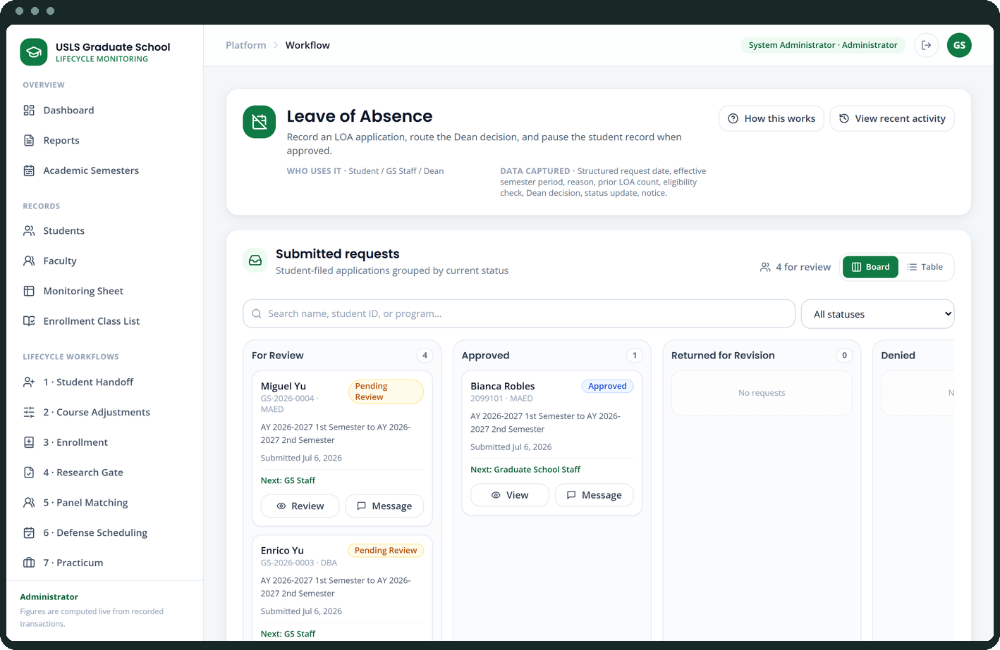 USLS Graduate School
LIFECYCLE MONITORING
OVERVIEW
Dashboard
Reports
Academic Semesters
RECORDS
Students
Faculty
Monitoring Sheet
Enrollment Class List
LIFECYCLE WORKFLOWS
1 · Student Handoff
2 · Course Adjustments
3 · Enrollment
4 · Research Gate
5 · Panel Matching
6 · Defense Scheduling
7 · Practicum
Administrator
Figures are computed live from recorded
transactions.
Platform > Workflow
System Administrator · Administrator
GS
Leave of Absence
Record an LOA application, route the Dean decision, and pause the student record when
approved.
WHO USES IT · Student / GS Staff / Dean
DATA CAPTURED · Structured request date, effective
semester period, reason, prior LOA count, eligibility
check, Dean decision, status update, notice.
How this works
View recent activity
Submitted requests
Student-filed applications grouped by current status
4 for review
Board
Table
Search name, student ID, or program...
All statuses
For Review 4
Miguel Yu
GS-2026-0004 ·
MAED
Pending
Review
AY 2026-2027 1st Semester to AY 2026-
2027 2nd Semester
Submitted Jul 6, 2026
Next: GS Staff
Review
Message
Enrico Yu
GS-2026-0003 · DBA
Pending Review
AY 2026-2027 1st Semester to AY 2026-
2027 2nd Semester
Submitted Jul 6, 2026
Next: GS Staff
Approved 1
Bianca Robles
2099101 · MAED
Approved
AY 2026-2027 1st Semester to AY 2026-
2027 2nd Semester
Submitted Jul 6, 2026
Next: Graduate School Staff
View
Message
Returned for Revision 0
No requests
Denied
N